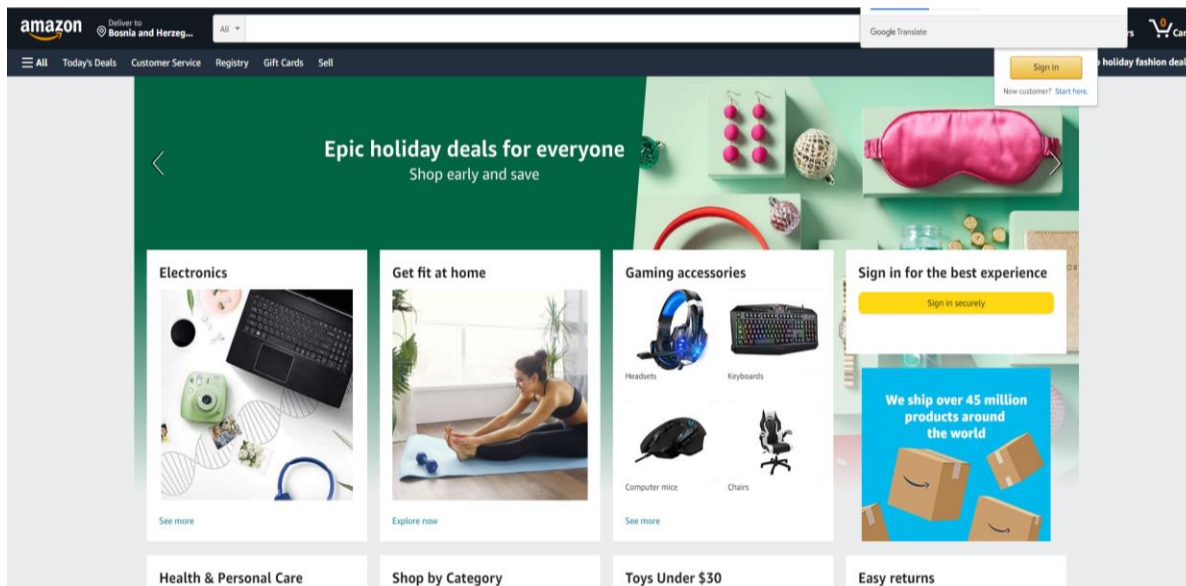 amazon
Deliver to
Bosnia and Herzeg...
All
Google Translate
0
rs
Car
All
Today's Deals
Customer Service
Registry
Gift Cards
Sell
Sign in
New customer? Start here.
holiday fashion deal
Epic holiday deals for everyone
Shop early and save
Electronics
See more
Get fit at home
Explore now
Gaming accessories
Headsets
Keyboards
Computer mice
Chairs
See more
Sign in for the best experience
Sign in securely
We ship over 45 million
products around
the world
Health & Personal Care
Shop by Category
Toys Under $30
Easy returns